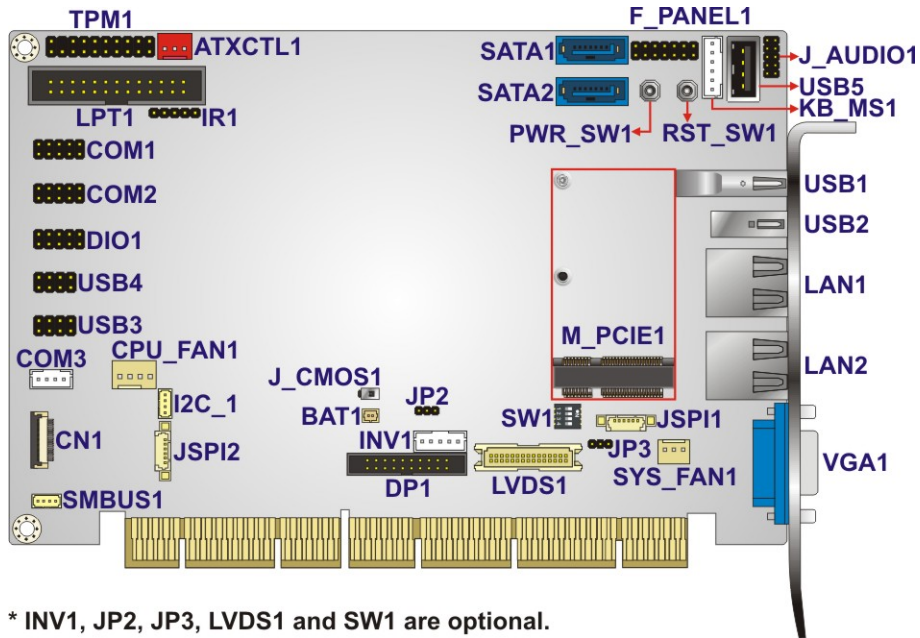 TPM1
F_PANEL1
ATXCTL1
SATA1
J_AUDIO1
SATA2
USB5
KB_MS1
LPT1
IR1
PWR_SW1
RST_SW1
COM1
USB1
COM2
USB2
DIO1
USB4
LAN1
USB3
M_PCIE1
COM3
CPU_FAN1
LAN2
J_CMOS1
JP2
I2C_1
BAT1
SW1
JSPI1
CN1
JSPI2
INV1
JP3
VGA1
DP1
LVDS1
SYS_FAN1
SMBUS1
* INV1, JP2, JP3, LVDS1 and SW1 are optional.